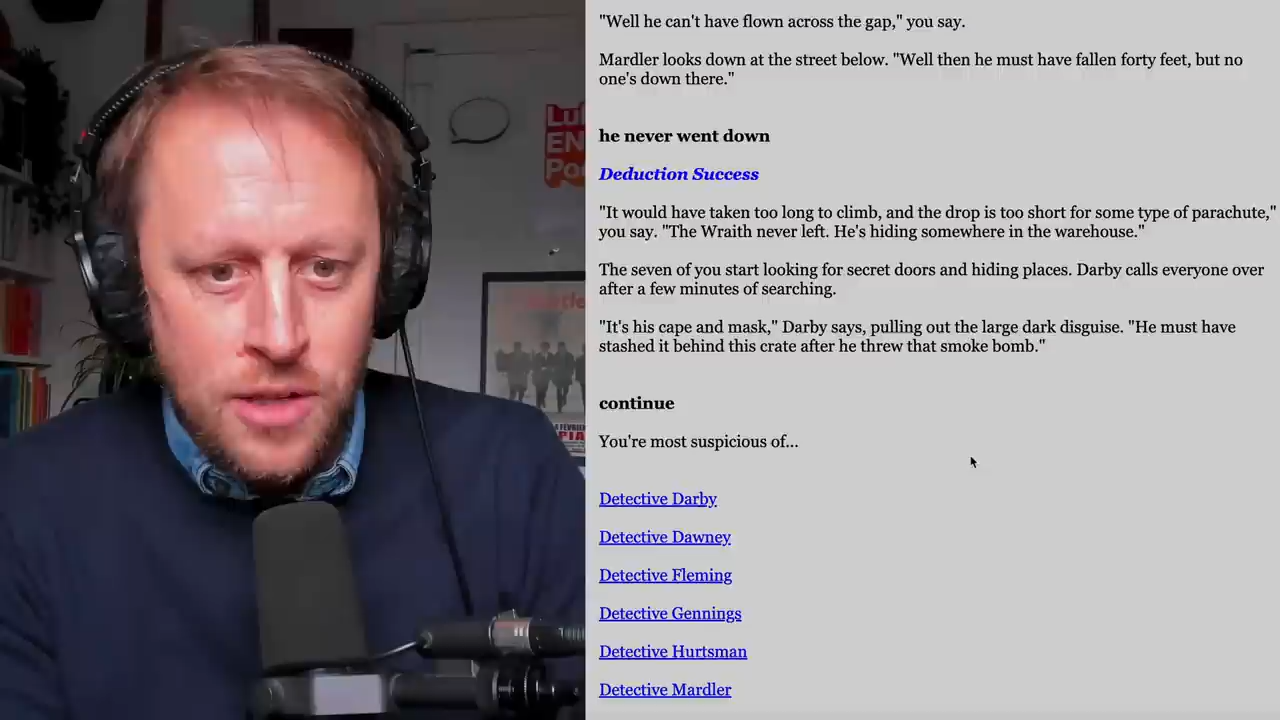 "Well he can't have flown across the gap," you say.
Mardler looks down at the street below. "Well then he must have fallen forty feet, but no
one's down there."
he never went down
Deduction Success
"It would have taken too long to climb, and the drop is too short for some type of parachute,"
you say. "The Wraith never left. He's hiding somewhere in the warehouse."
The seven of you start looking for secret doors and hiding places. Darby calls everyone over
after a few minutes of searching.
"It's his cape and mask," Darby says, pulling out the large dark disguise. "He must have
stashed it behind this crate after he threw that smoke bomb."
continue
You're most suspicious of...
Detective Darby
Detective Dawney
Detective Fleming
Detective Gennings
Detective Hurtsman
Detective Mardler